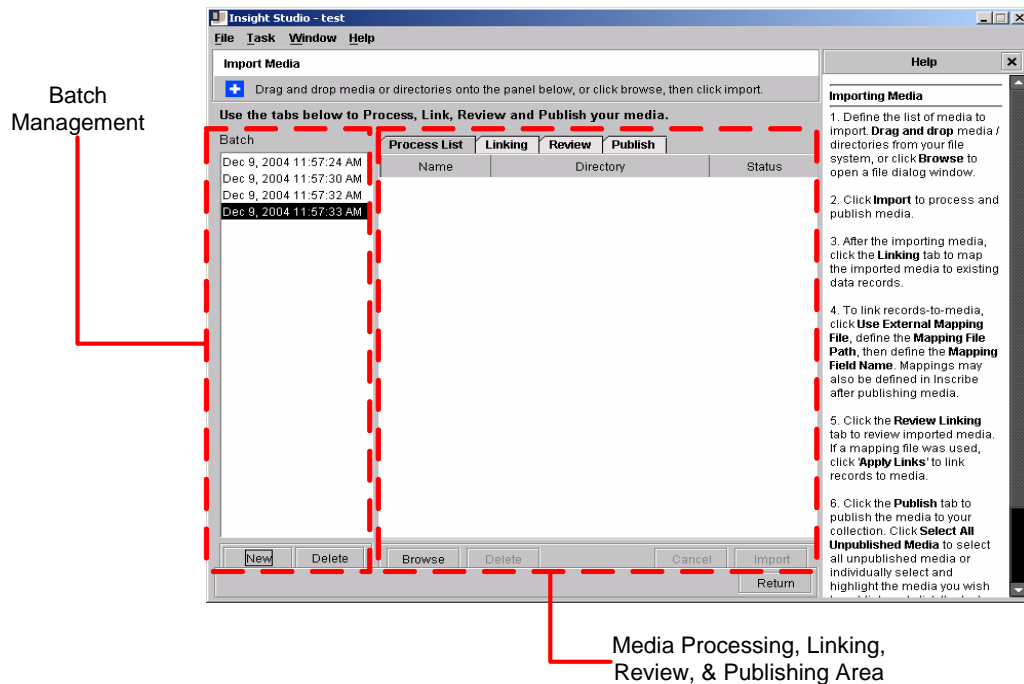 Insight Studio - test
File Task Window Help
Import Media
Drag and drop media or directories onto the panel below, or click browse, then click import.
Use the tabs below to Process, Link, Review and Publish your media.
Batch
Management
Batch
Dec 9, 2004 11:57:24 AM
Dec 9, 2004 11:57:30 AM
Dec 9, 2004 11:57:32 AM
Dec 9, 2004 11:57:33 AM
New Delete
Process List Linking Review Publish
Name Directory Status
Browse Delete Cancel Import
Return
Help
Importing Media
1. Define the list of media to
import. Drag and drop media /
directories from your file
system, or click Browse to
open a file dialog window.
2. Click Import to process and
publish media.
3. After the importing media,
click the Linking tab to map
the imported media to existing
data records.
4. To link records-to-media,
click Use External Mapping
File, define the Mapping File
Path, then define the Mapping
Field Name. Mappings may
also be defined in Inscribe
after publishing media.
5. Click the Review Linking
tab to review imported media.
If a mapping file was used,
click 'Apply Links' to link
records to media.
6. Click the Publish tab to
publish the media to your
collection. Click Select All
Unpublished Media to select
all unpublished media or
individually select and
highlight the media you wish
Media Processing, Linking,
Review, & Publishing Area